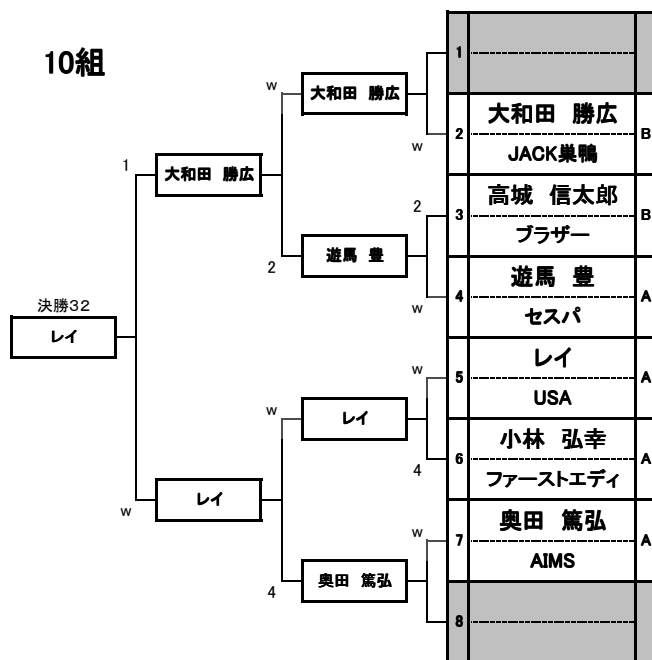 10組
1
w
大和田　勝広
大和田　勝広
w
2
JACK巣鴨
B
1
大和田　勝広
高城　信太郎
2
3
B
ブラザー
遊馬　豊
2
遊馬　豊
w
4
A
セスパ
決勝32
レイ
レイ
w
5
A
USA
w
レイ
小林　弘幸
4
6
A
ファーストエディ
レイ
w
奥田　篤弘
w
7
A
AIMS
奥田　篤弘
4
8